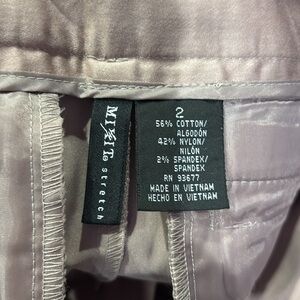 MIXIT
stretch
2
56% COTTON/
ALGODÓN
42% NYLON/
NILÓN
2% SPANDEX/
SPANDEX
RN 93677
MADE IN VIETNAM
HECHO EN VIETNAM